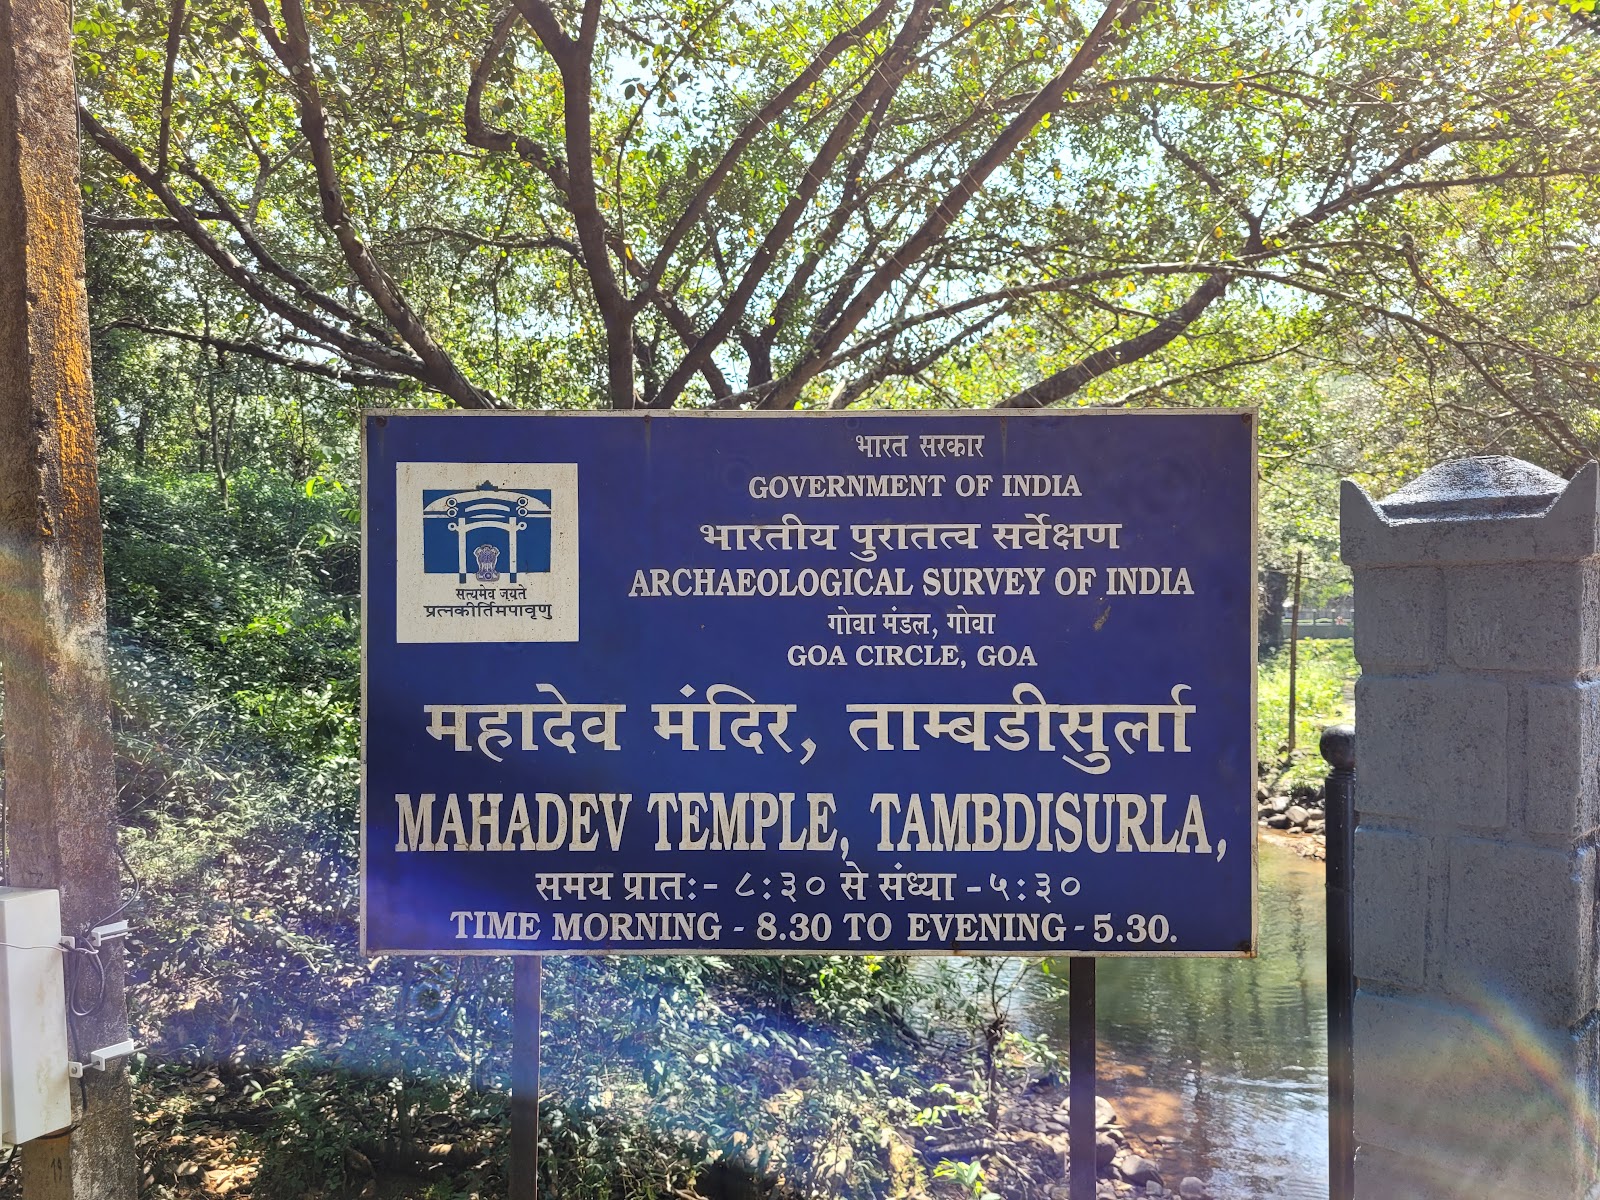 भारत सरकार
GOVERNMENT OF INDIA
भारतीय पुरातत्व सर्वेक्षण
ARCHAEOLOGICAL SURVEY OF INDIA
गोवा मंडल, गोवा
GOA CIRCLE, GOA
सत्यमेव जयते
प्रत्नकीर्तिमपावृणु
महादेव मंदिर, ताम्बडीसुर्ला
MAHADEV TEMPLE, TAMBDISURLA,
समय प्रातः:- ८:३० से संध्या -५:३०
TIME MORNING - 8.30 TO EVENING - 5.30.
19